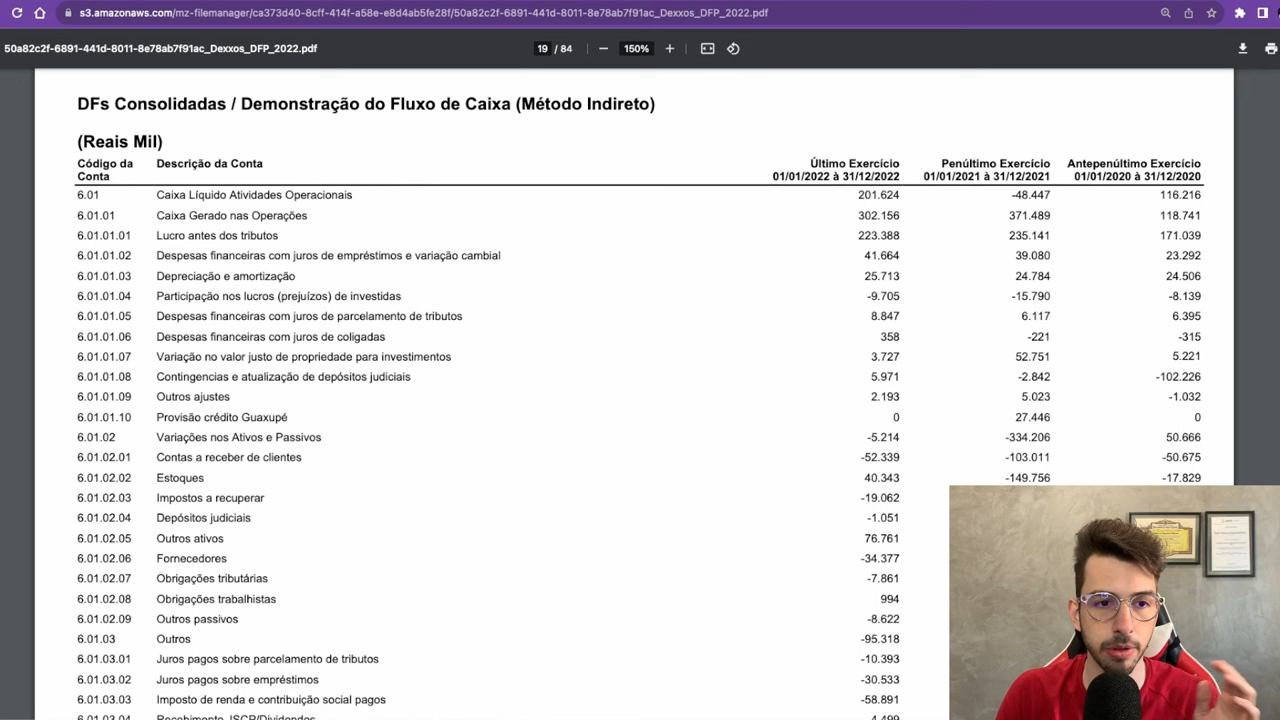 s3.amazonaws.com/mz-filemanager/ca373d40-8cff-414f-a58e-e8d4ab5fe28f/50a82c2f-6891-441d-8011-8e78ab7f91ac_Dexxos_DFP_2022.pdf
50a82c2f-6891-441d-8011-8e78ab7f91ac_Dexxos_DFP_2022.pdf 19 / 84 150%
DFs Consolidadas / Demonstração do Fluxo de Caixa (Método Indireto)
(Reais Mil)
Código da Conta Descrição da Conta Último Exercício 01/01/2022 à 31/12/2022 Penúltimo Exercício 01/01/2021 à 31/12/2021 Antepenúltimo Exercício 01/01/2020 à 31/12/2020
6.01 Caixa Líquido Atividades Operacionais 201.624 -48.447 116.216
6.01.01 Caixa Gerado nas Operações 302.156 371.489 118.741
6.01.01.01 Lucro antes dos tributos 223.388 235.141 171.039
6.01.01.02 Despesas financeiras com juros de empréstimos e variação cambial 41.664 39.080 23.292
6.01.01.03 Depreciação e amortização 25.713 24.784 24.506
6.01.01.04 Participação nos lucros (prejuízos) de investidas -9.705 -15.790 -8.139
6.01.01.05 Despesas financeiras com juros de parcelamento de tributos 8.847 6.117 6.395
6.01.01.06 Despesas financeiras com juros de coligadas 358 -221 -315
6.01.01.07 Variação no valor justo de propriedade para investimentos 3.727 52.751 5.221
6.01.01.08 Contingencias e atualização de depósitos judiciais 5.971 -2.842 -102.226
6.01.01.09 Outros ajustes 2.193 5.023 -1.032
6.01.01.10 Provisão crédito Guaxupé 0 27.446 0
6.01.02 Variações nos Ativos e Passivos -5.214 -334.206 50.666
6.01.02.01 Contas a receber de clientes -52.339 -103.011 -50.675
6.01.02.02 Estoques 40.343 -149.756 -17.829
6.01.02.03 Impostos a recuperar -19.062
6.01.02.04 Depósitos judiciais -1.051
6.01.02.05 Outros ativos 76.761
6.01.02.06 Fornecedores -34.377
6.01.02.07 Obrigações tributárias -7.861
6.01.02.08 Obrigações trabalhistas 994
6.01.02.09 Outros passivos -8.622
6.01.03 Outros -95.318
6.01.03.01 Juros pagos sobre parcelamento de tributos -10.393
6.01.03.02 Juros pagos sobre empréstimos -30.533
6.01.03.03 Imposto de renda e contribuição social pagos -58.891
6.01.03.04 Recebimento JSCP/Dividendos 4.499